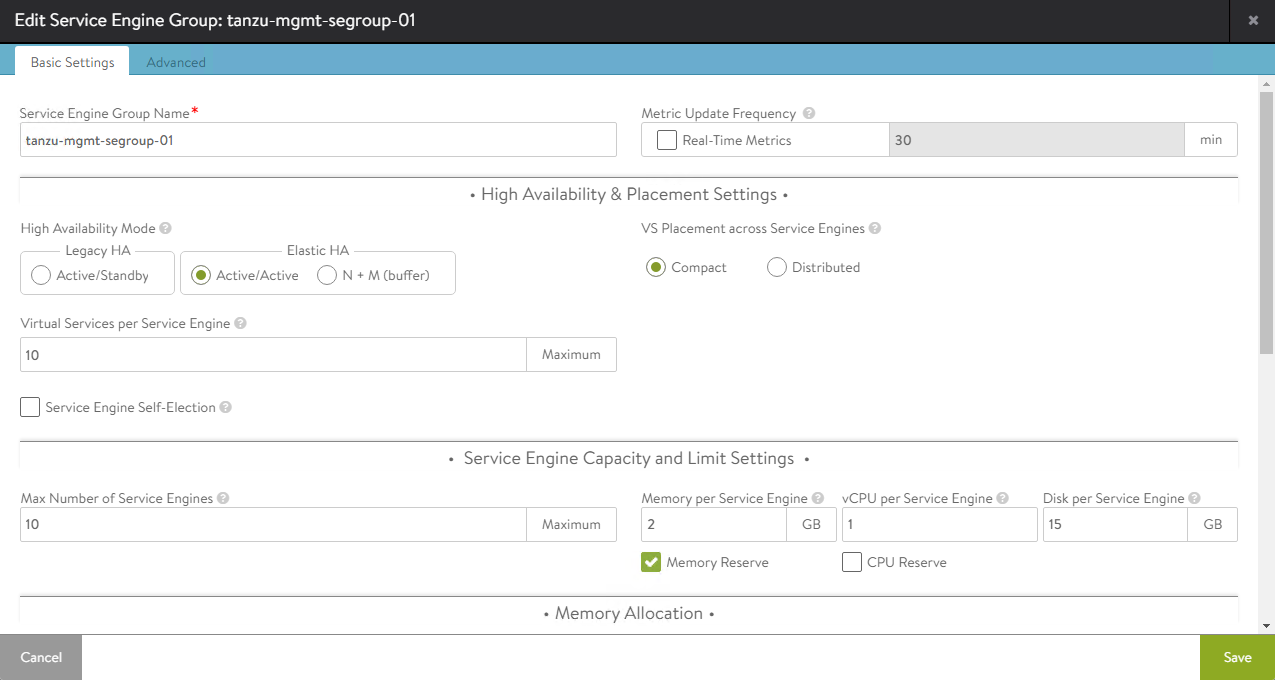 Edit Service Engine Group: tanzu-mgmt-segroup-01 ×
Basic Settings Advanced
Service Engine Group Name* Metric Update Frequency ?
tanzu-mgmt-segroup-01 Real-Time Metrics 30 min
• High Availability & Placement Settings •
High Availability Mode ? VS Placement across Service Engines ?
Legacy HA Elastic HA
Active/Standby Active/Active N + M (buffer) Compact Distributed
Virtual Services per Service Engine ?
10 Maximum
Service Engine Self-Election ?
• Service Engine Capacity and Limit Settings •
Max Number of Service Engines ? Memory per Service Engine ? vCPU per Service Engine ? Disk per Service Engine ?
10 Maximum 2 GB 1 15 GB
Memory Reserve CPU Reserve
• Memory Allocation •
Cancel Save